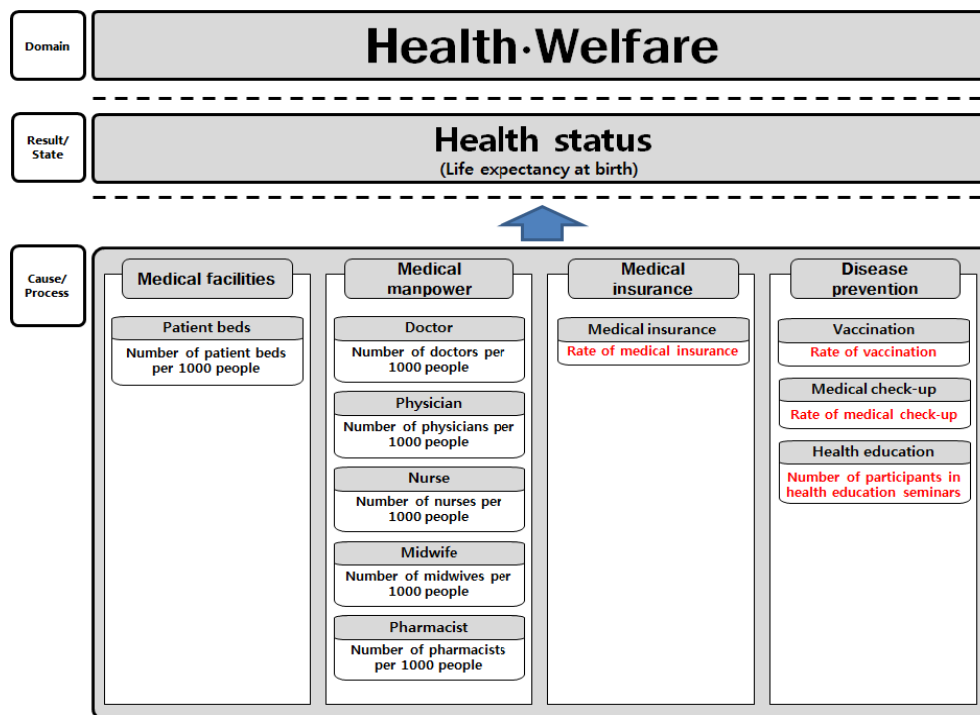 Domain
Health·Welfare
Result/
State
Health status
(Life expectancy at birth)
Cause/
Process
Medical facilities
Patient beds
Number of patient beds
per 1000 people
Medical
manpower
Doctor
Number of doctors per
1000 people
Physician
Number of physicians per
1000 people
Nurse
Number of nurses per
1000 people
Midwife
Number of midwives per
1000 people
Pharmacist
Number of pharmacists
per 1000 people
Medical
insurance
Medical insurance
Rate of medical insurance
Disease
prevention
Vaccination
Rate of vaccination
Medical check-up
Rate of medical check-up
Health education
Number of participants in
health education seminars